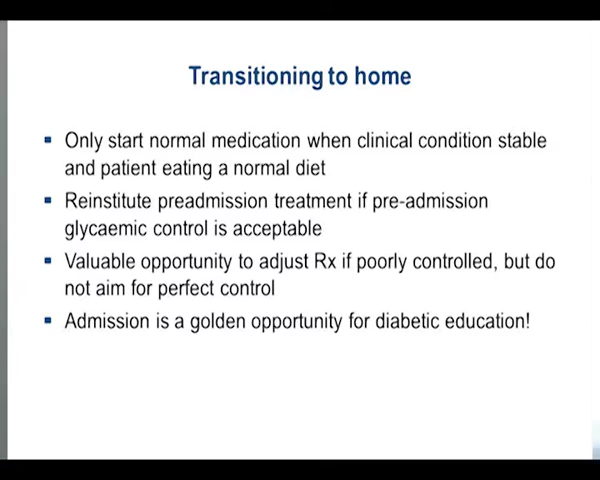 Transitioning to home
Only start normal medication when clinical condition stable
and patient eating a normal diet
Reinstitute preadmission treatment if pre-admission
glycaemic control is acceptable
Valuable opportunity to adjust Rx if poorly controlled, but do
not aim for perfect control
Admission is a golden opportunity for diabetic education!